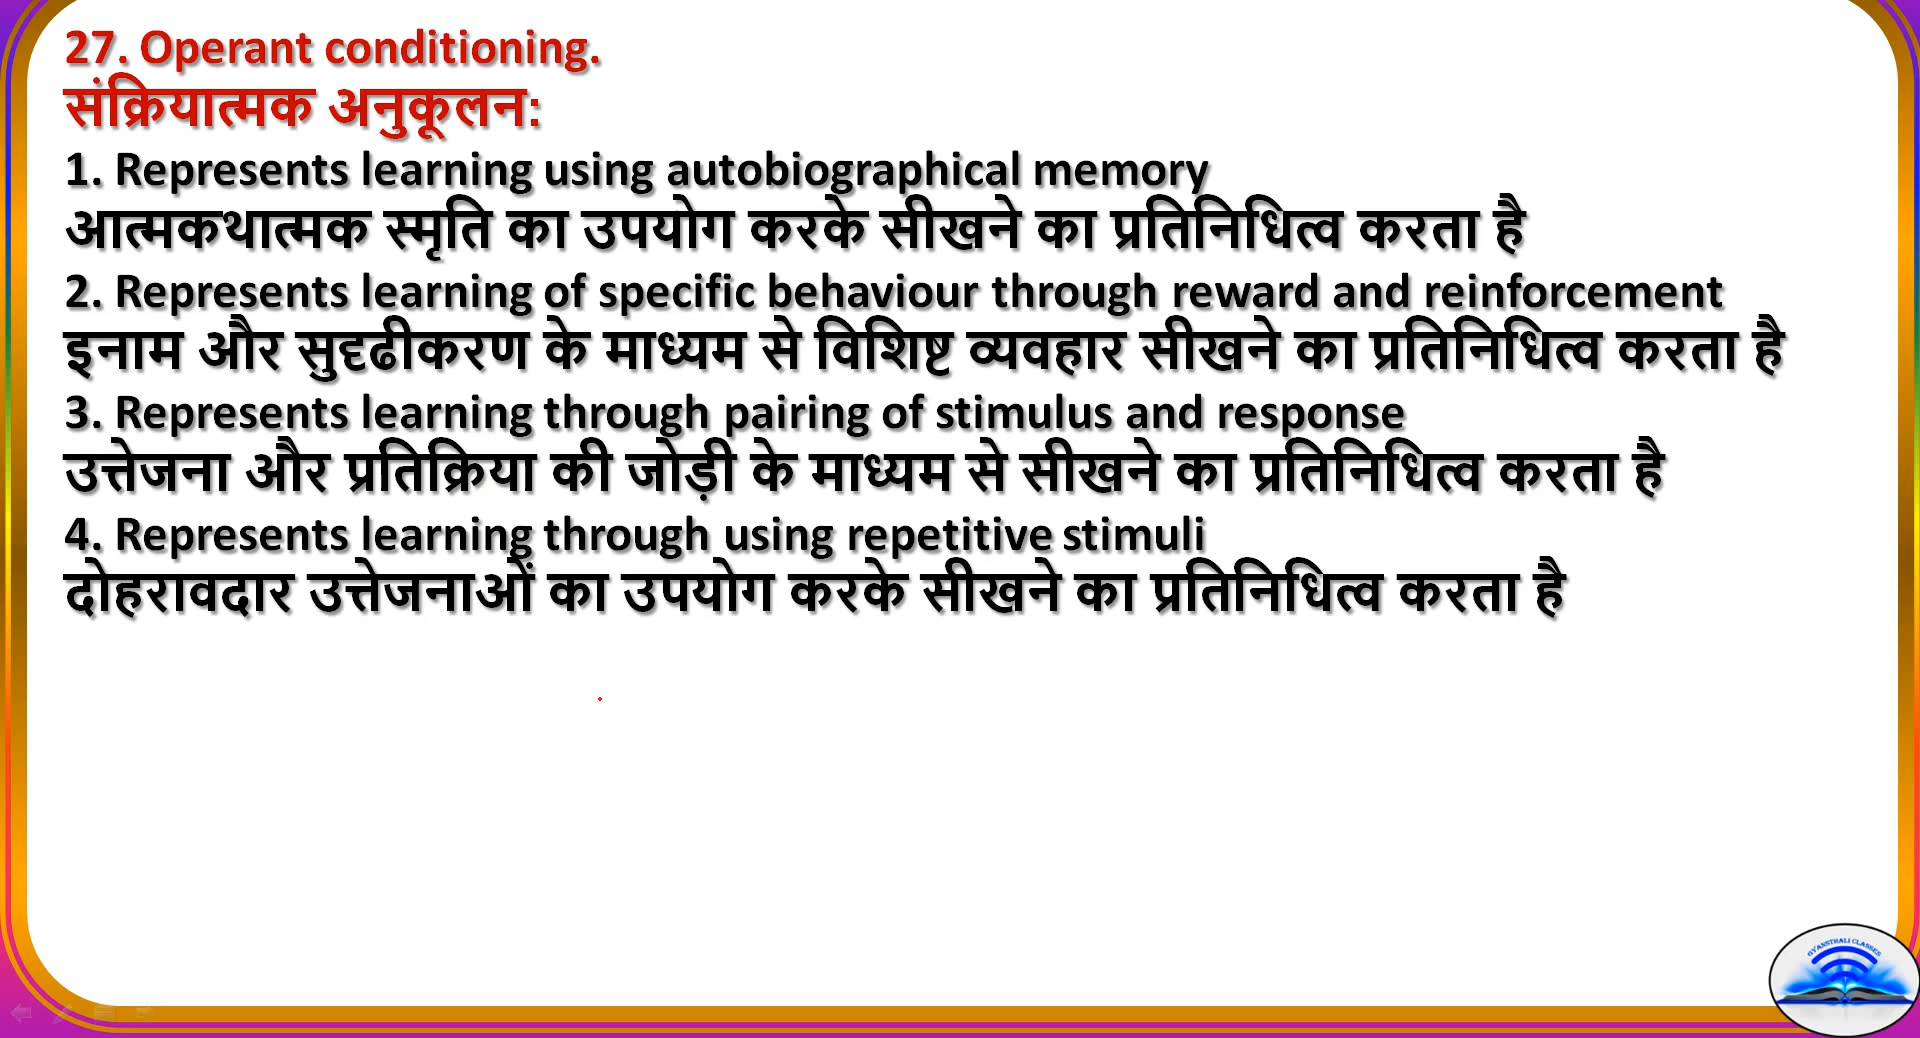 27. Operant conditioning.
संक्रियात्मक अनुकूलन:
1. Represents learning using autobiographical memory
आत्मकथात्मक स्मृति का उपयोग करके सीखने का प्रतिनिधित्व करता है
2. Represents learning of specific behaviour through reward and reinforcement
इनाम और सुदृढीकरण के माध्यम से विशिष्ट व्यवहार सीखने का प्रतिनिधित्व करता है
3. Represents learning through pairing of stimulus and response
उत्तेजना और प्रतिक्रिया की जोड़ी के माध्यम से सीखने का प्रतिनिधित्व करता है
4. Represents learning through using repetitive stimuli
दोहरावदार उत्तेजनाओं का उपयोग करके सीखने का प्रतिनिधित्व करता है
GYASSTHALI CLASSES